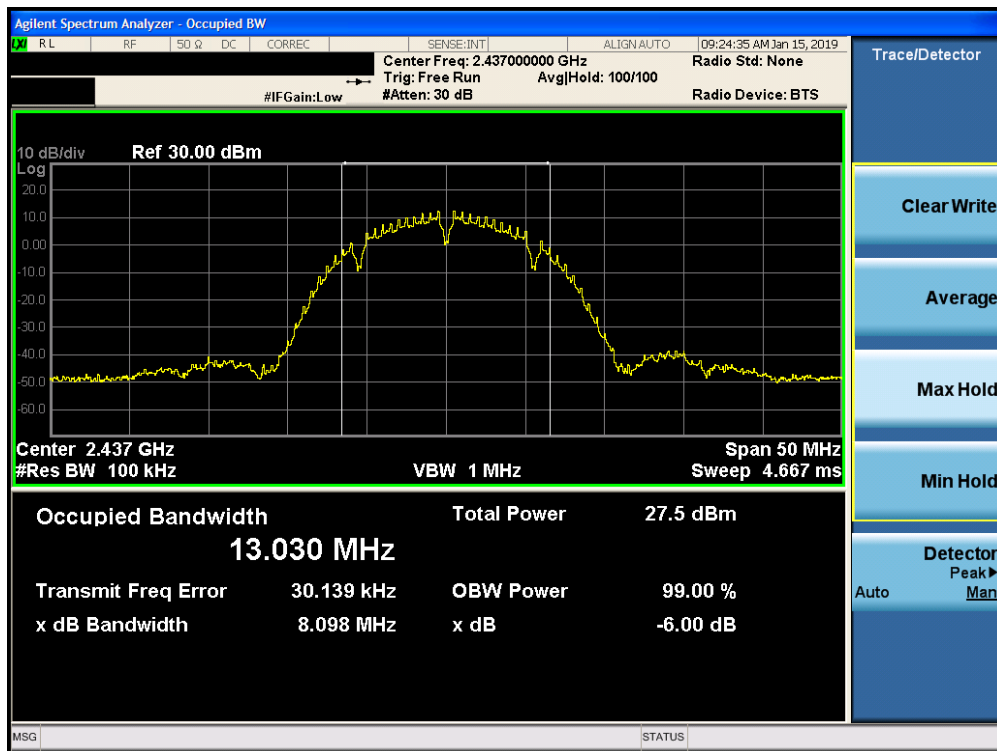 Agilent Spectrum Analyzer - Occupied BW
LXI RL RF 50 Ω DC CORREC SENSE:INT ALIGN AUTO 09:24:35 AM Jan 15, 2019
Center Freq: 2.437000000 GHz Radio Std: None
Trig: Free Run Avg|Hold: 100/100
#IFGain:Low #Atten: 30 dB Radio Device: BTS
10 dB/div Ref 30.00 dBm
Log
20.0
10.0
0.00
-10.0
-20.0
-30.0
-40.0
-50.0
-60.0
Center 2.437 GHz Span 50 MHz
#Res BW 100 kHz VBW 1 MHz Sweep 4.667 ms
Occupied Bandwidth Total Power 27.5 dBm
13.030 MHz
Transmit Freq Error 30.139 kHz OBW Power 99.00 %
x dB Bandwidth 8.098 MHz x dB -6.00 dB
MSG STATUS
Trace/Detector
Clear Write
Average
Max Hold
Min Hold
Detector
Peak▶
Auto Man